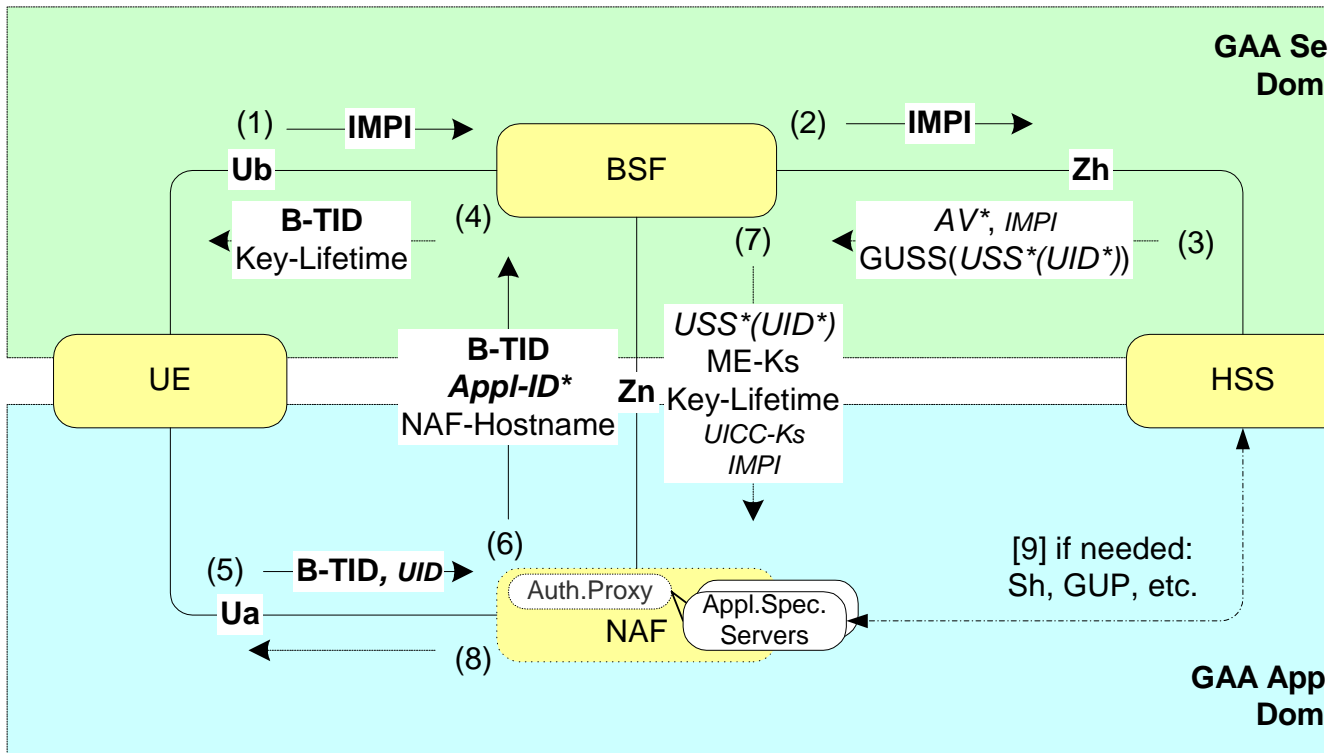 GAA Se
Dom
(1) IMPI
(2) IMPI
BSF
Ub
Zh
B-TID
Key-Lifetime
(4)
(7)
AV*, IMPI
GUSS(USS*(UID*))
(3)
USS*(UID*)
ME-Ks
Key-Lifetime
UICC-Ks
IMPI
B-TID
Appl-ID*
NAF-Hostname
Zn
UE
HSS
(6)
(5) B-TID, UID
[9] if needed:
Sh, GUP, etc.
Auth.Proxy
Appl.Spec.
Servers
NAF
Ua
(8)
GAA App
Dom